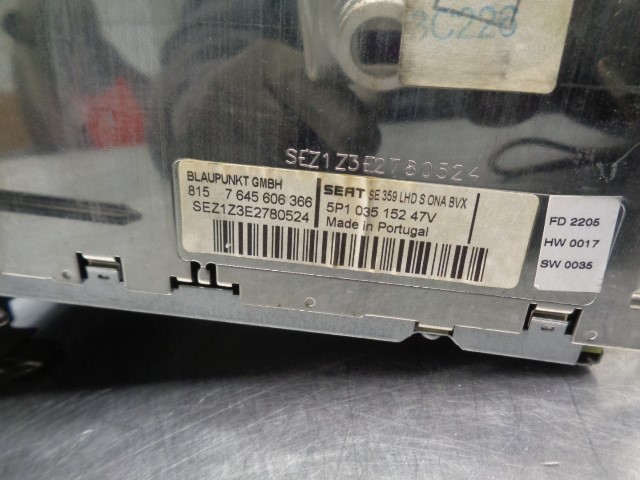 3C220
SEZ1Z3E2780524
BLAUPUNKT GMBH
815 7 645 606 366
SEZ1Z3E2780524
SEAT SE 359 LHD S ONA BVX
5P1 035 152 47V
Made in Portugal
FD 2205
HW 0017
SW 0035